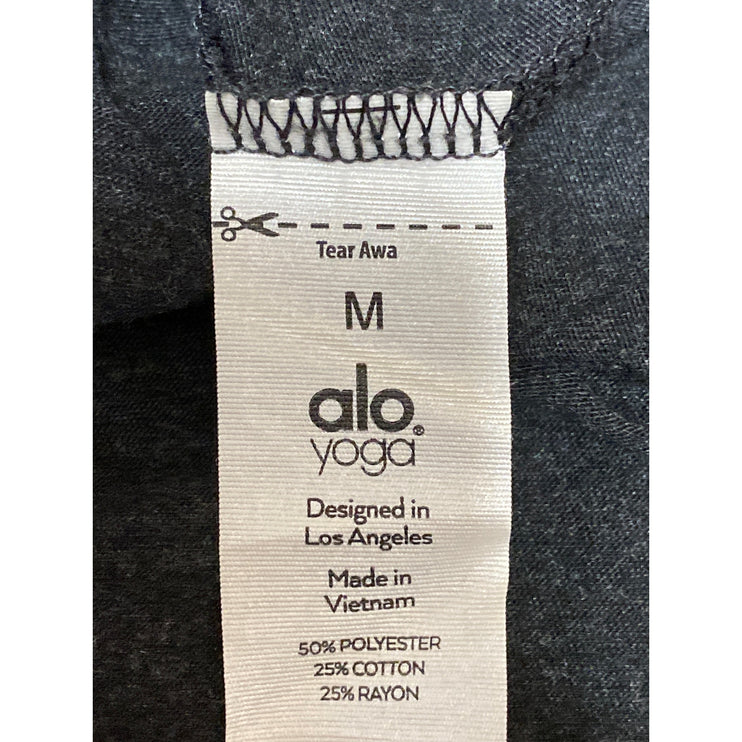 Tear Awa
M
alo®
yoga
Designed in
Los Angeles
Made in
Vietnam
50% POLYESTER
25% COTTON
25% RAYON